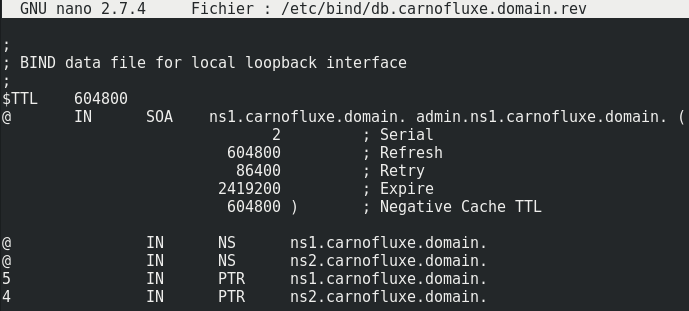 GNU nano 2.7.4     Fichier : /etc/bind/db.carnofluxe.domain.rev
;
; BIND data file for local loopback interface
;
$TTL    604800
@       IN      SOA    ns1.carnofluxe.domain. admin.ns1.carnofluxe.domain. (
                              2         ; Serial
                         604800         ; Refresh
                          86400         ; Retry
                        2419200         ; Expire
                         604800 )       ; Negative Cache TTL
@               IN      NS      ns1.carnofluxe.domain.
@               IN      NS      ns2.carnofluxe.domain.
5               IN      PTR     ns1.carnofluxe.domain.
4               IN      PTR     ns2.carnofluxe.domain.